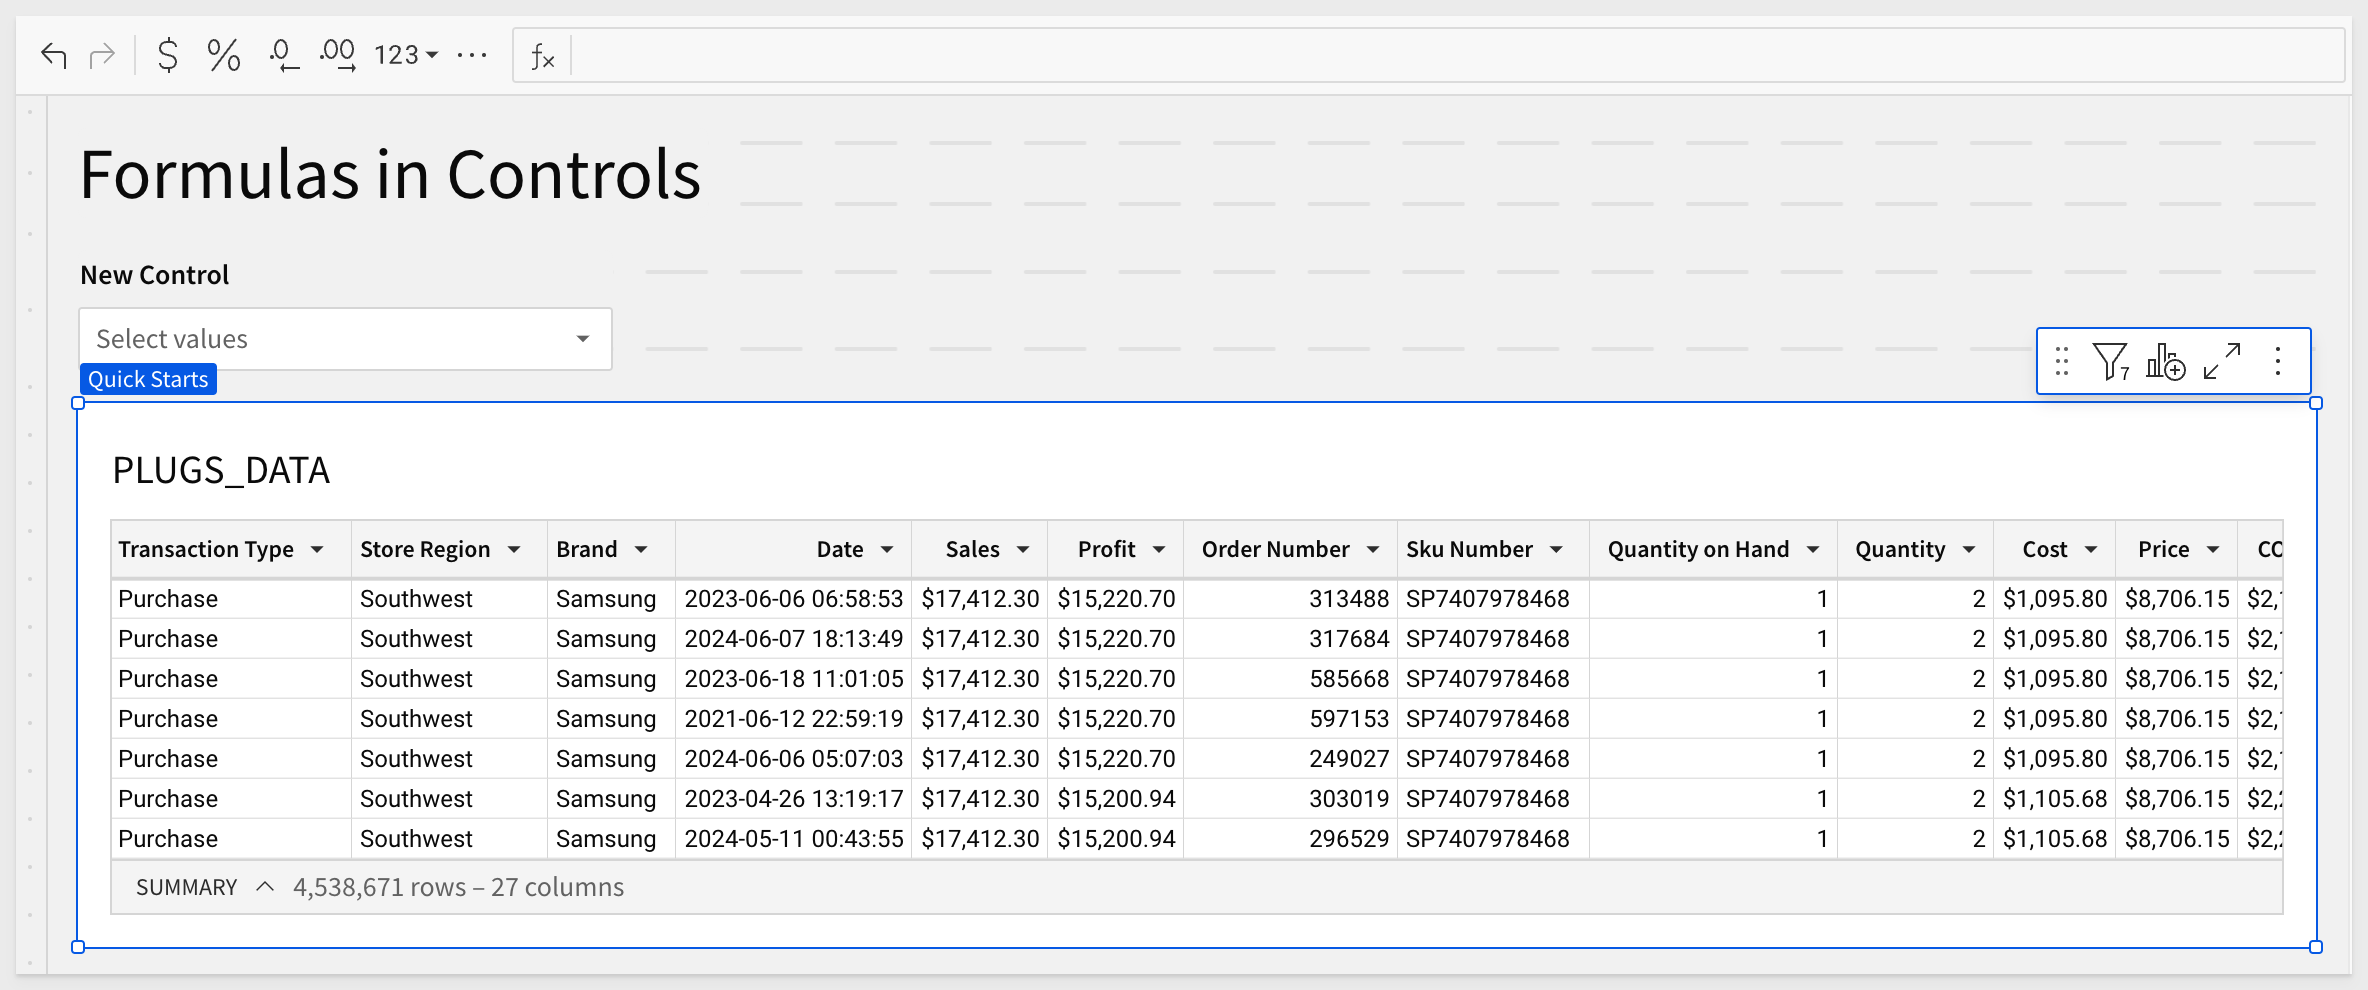 $ % .0 .00 123 ... fx
Formulas in Controls
New Control
Select values
Quick Starts
7
PLUGS_DATA
Transaction Type Store Region Brand Date Sales Profit Order Number Sku Number Quantity on Hand Quantity Cost Price CO
Purchase Southwest Samsung 2023-06-06 06:58:53 $17,412.30 $15,220.70 313488 SP7407978468 1 2 $1,095.80 $8,706.15 $2,1
Purchase Southwest Samsung 2024-06-07 18:13:49 $17,412.30 $15,220.70 317684 SP7407978468 1 2 $1,095.80 $8,706.15 $2,1
Purchase Southwest Samsung 2023-06-18 11:01:05 $17,412.30 $15,220.70 585668 SP7407978468 1 2 $1,095.80 $8,706.15 $2,1
Purchase Southwest Samsung 2021-06-12 22:59:19 $17,412.30 $15,220.70 597153 SP7407978468 1 2 $1,095.80 $8,706.15 $2,1
Purchase Southwest Samsung 2024-06-06 05:07:03 $17,412.30 $15,220.70 249027 SP7407978468 1 2 $1,095.80 $8,706.15 $2,1
Purchase Southwest Samsung 2023-04-26 13:19:17 $17,412.30 $15,200.94 303019 SP7407978468 1 2 $1,105.68 $8,706.15 $2,2
Purchase Southwest Samsung 2024-05-11 00:43:55 $17,412.30 $15,200.94 296529 SP7407978468 1 2 $1,105.68 $8,706.15 $2,2
SUMMARY 4,538,671 rows – 27 columns